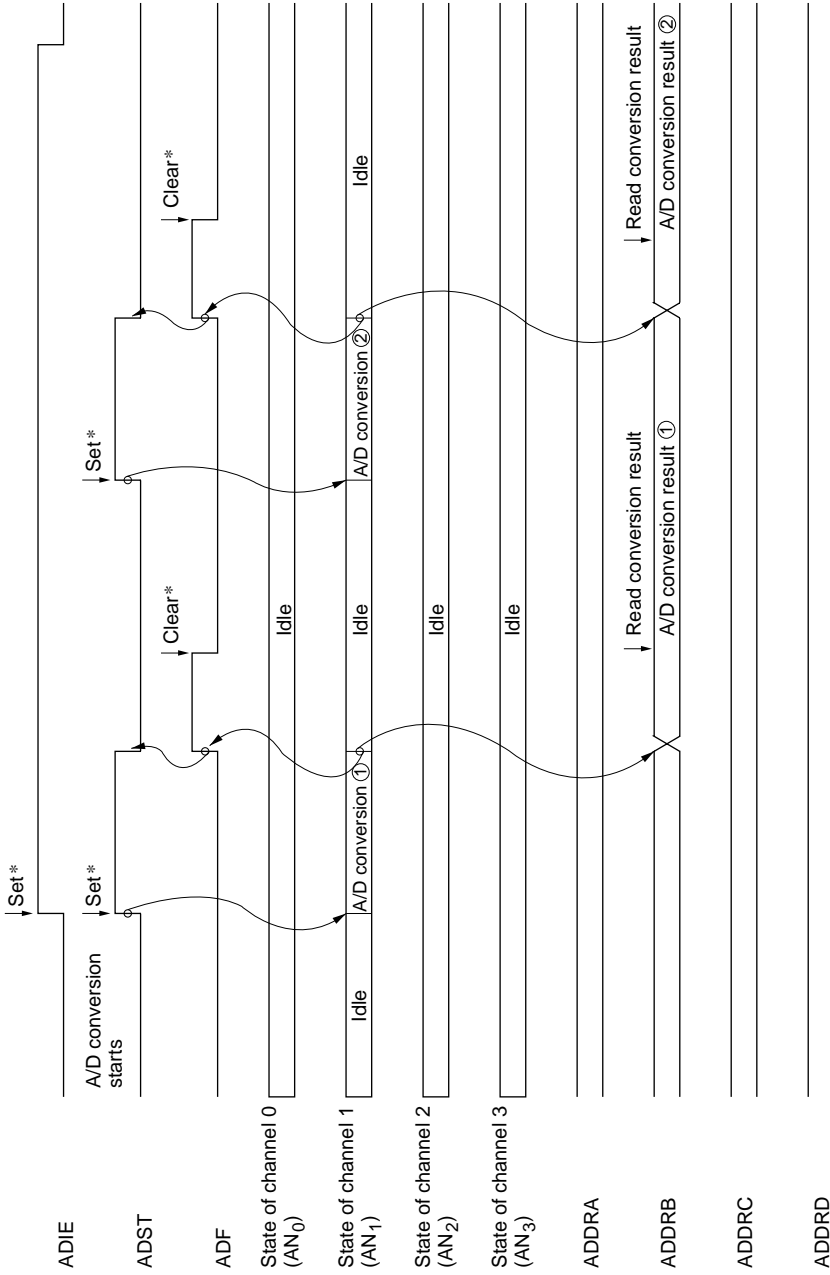 ADIE
Set*
ADST
A/D conversion
starts
Set*
Set*
ADF
Clear*
Clear*
State of channel 0
(AN0)
Idle
State of channel 1
(AN1)
Idle
A/D conversion ①
Idle
A/D conversion ②
Idle
State of channel 2
(AN2)
Idle
State of channel 3
(AN3)
Idle
ADDRA
ADDRB
Read conversion result
A/D conversion result ①
Read conversion result
A/D conversion result ②
ADDRC
ADDRD